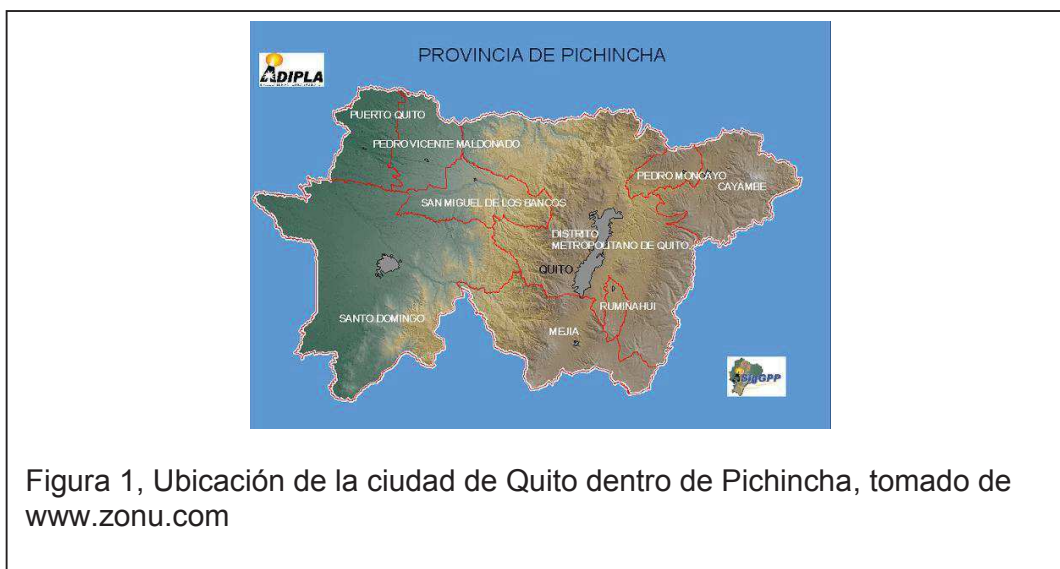 PROVINCIA DE PICHINCHA
ADIPLA
PUERTO QUITO
PEDRO VICENTE MALDONADO
PEDRO MONCAYO
CAYAMBE
SAN MIGUEL DE LOS BANCOS
DISTRITO
METROPOLITANO DE QUITO
QUITO
RUMIÑAHUI
SANTO DOMINGO
MEJIA
SIGGPP
Figura 1, Ubicación de la ciudad de Quito dentro de Pichincha, tomado de
www.zonu.com